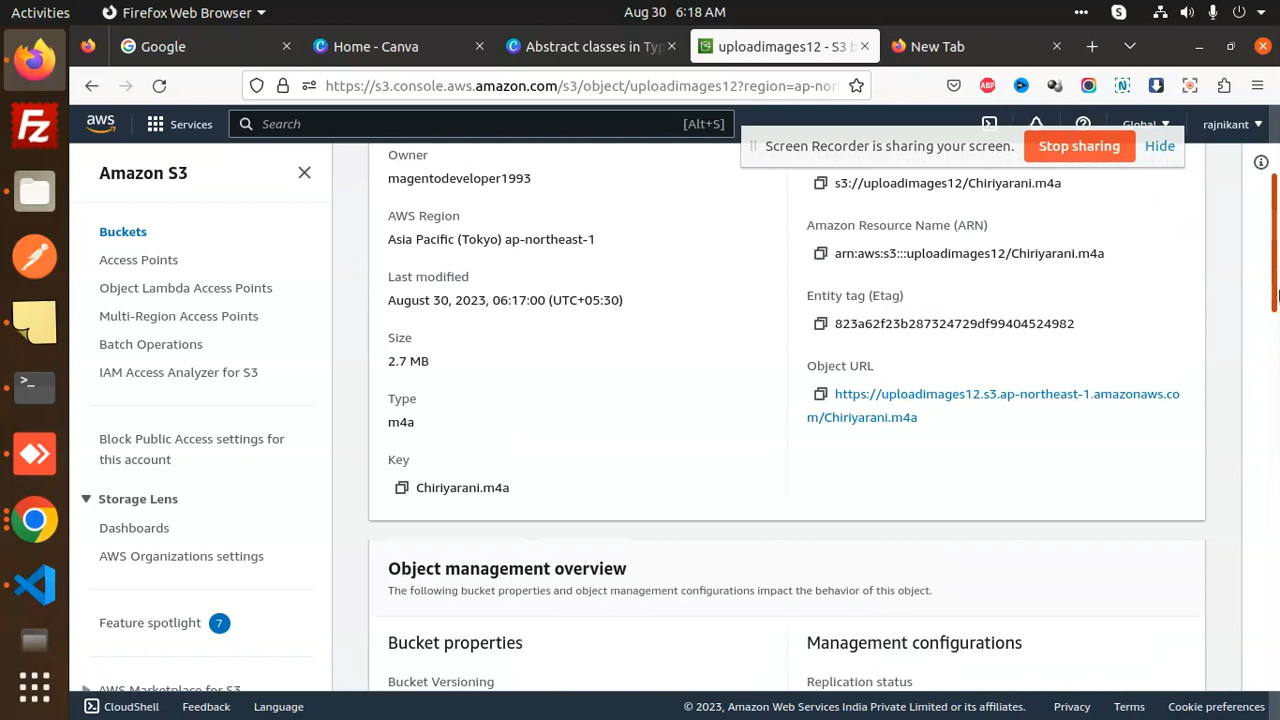 Activities
Firefox Web Browser
Aug 30 6:18 AM
Google
Home - Canva
Abstract classes in Typ
uploadimages12 - S3 b
New Tab
https://s3.console.aws.amazon.com/s3/object/uploadimages12?region=ap-nor
ABP
aws
Services
Search
[Alt+S]
Global
rajnikant
Screen Recorder is sharing your screen.
Stop sharing
Hide
Amazon S3
Buckets
Access Points
Object Lambda Access Points
Multi-Region Access Points
Batch Operations
IAM Access Analyzer for S3
Block Public Access settings for
this account
Storage Lens
Dashboards
AWS Organizations settings
Feature spotlight 7
AWS Marketplace for S3
Owner
magentodeveloper1993
AWS Region
Asia Pacific (Tokyo) ap-northeast-1
Last modified
August 30, 2023, 06:17:00 (UTC+05:30)
Size
2.7 MB
Type
m4a
Key
Chiriyarani.m4a
s3://uploadimages12/Chiriyarani.m4a
Amazon Resource Name (ARN)
arn:aws:s3:::uploadimages12/Chiriyarani.m4a
Entity tag (Etag)
823a62f23b287324729df99404524982
Object URL
https://uploadimages12.s3.ap-northeast-1.amazonaws.co
m/Chiriyarani.m4a
Object management overview
The following bucket properties and object management configurations impact the behavior of this object.
Bucket properties
Bucket Versioning
Management configurations
Replication status
CloudShell
Feedback
Language
© 2023, Amazon Web Services India Private Limited or its affiliates.
Privacy
Terms
Cookie preferences